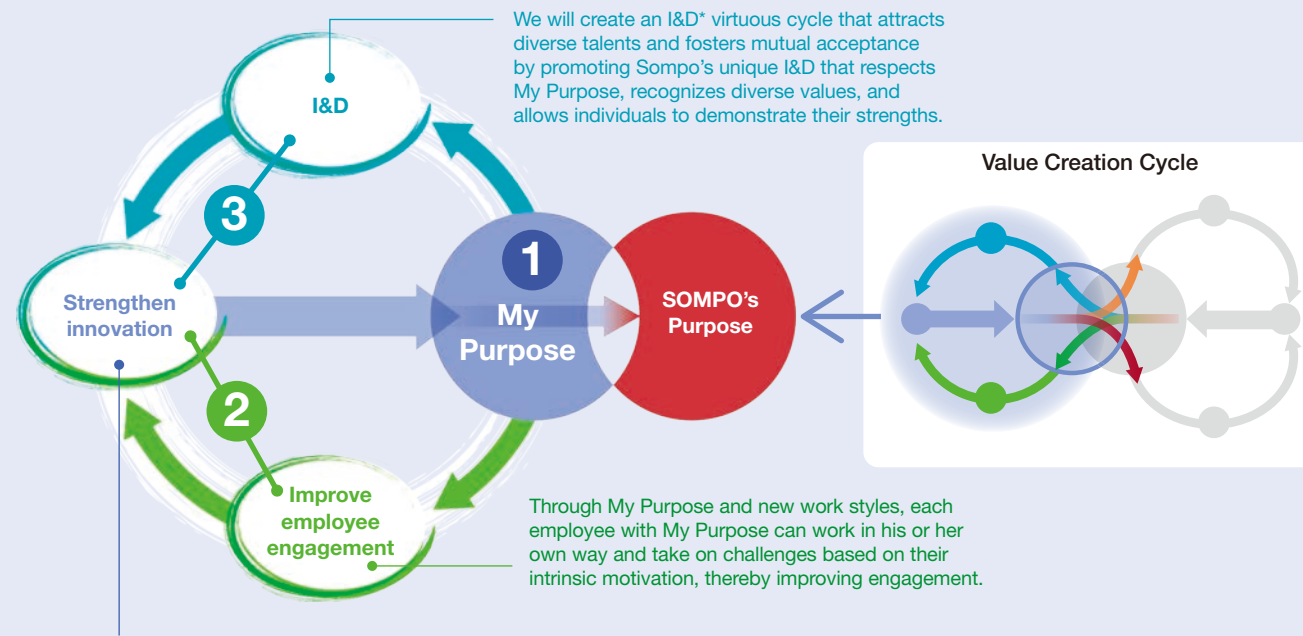 We will create an I&D* virtuous cycle that attracts
diverse talents and fosters mutual acceptance
by promoting Sompo's unique I&D that respects
My Purpose, recognizes diverse values, and
allows individuals to demonstrate their strengths.
I&D
3
Strengthen
innovation
1
My
Purpose
SOMPO's
Purpose
Value Creation Cycle
2
Improve
employee
engagement
Through My Purpose and new work styles, each
employee with My Purpose can work in his or her
own way and take on challenges based on their
intrinsic motivation, thereby improving engagement.